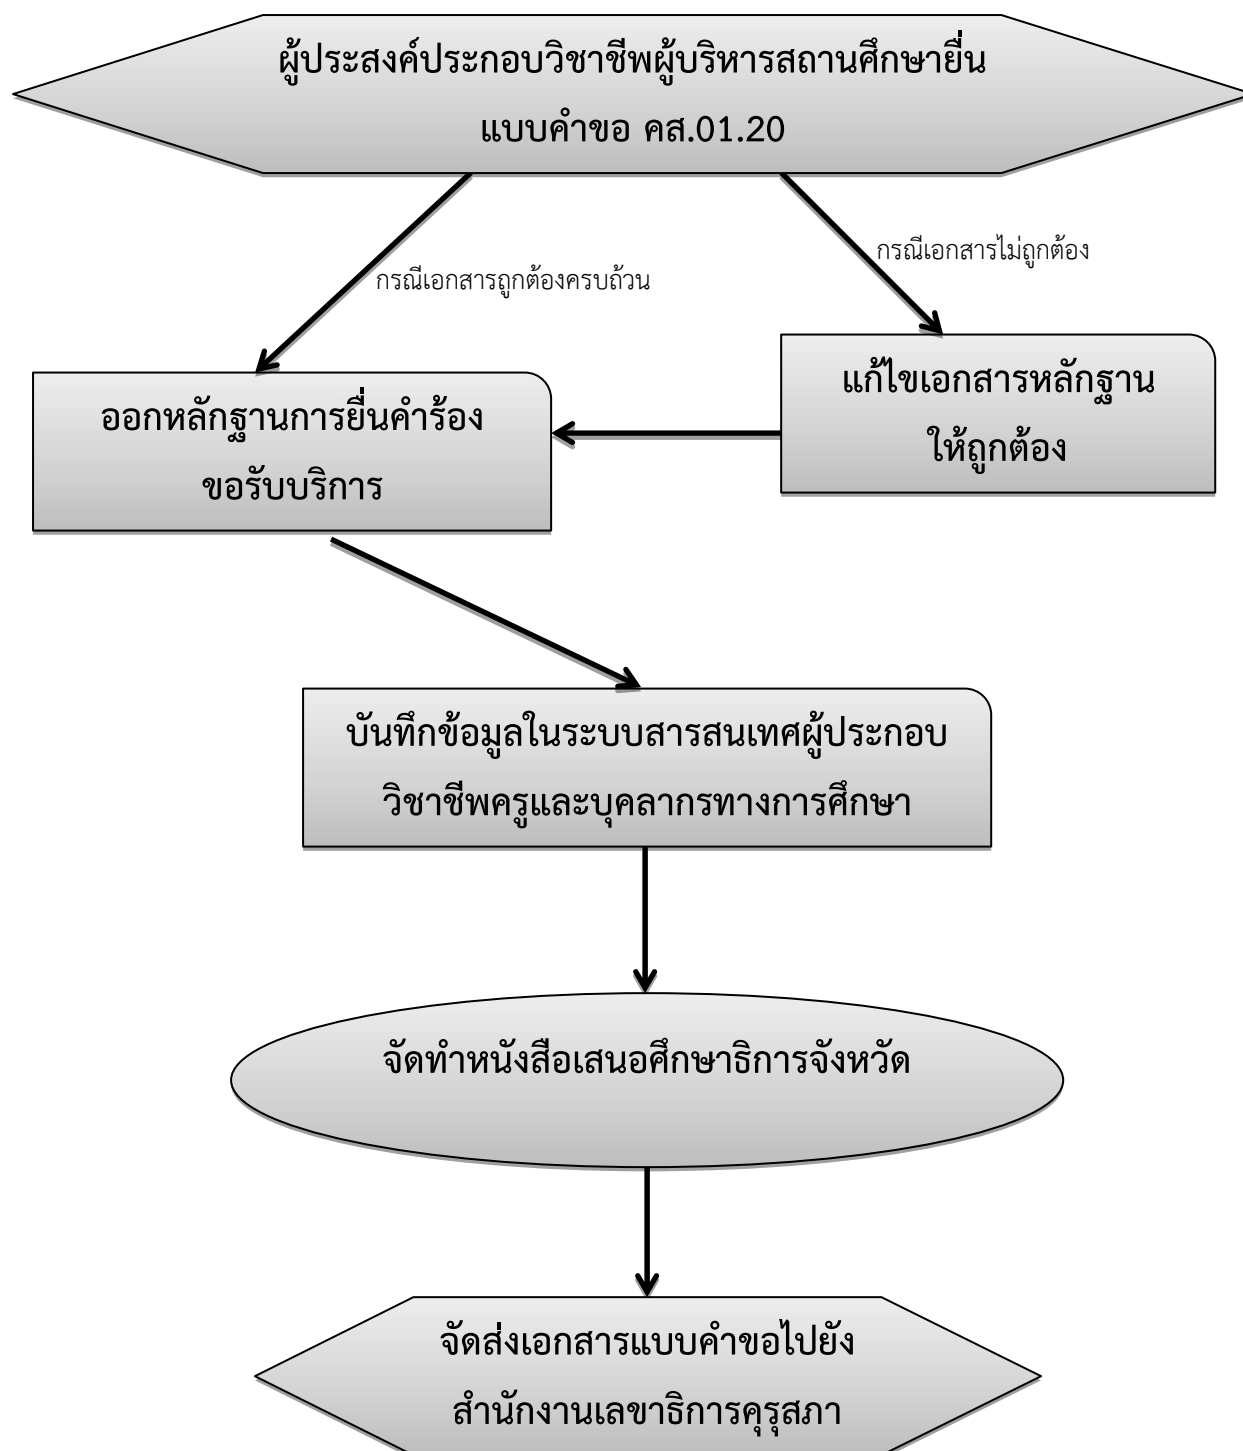 ผู้ประสงค์ประกอบวิชาชีพผู้บริหารสถานศึกษายื่น
แบบคำขอ คส.01.20
กรณีเอกสารไม่ถูกต้อง
กรณีเอกสารถูกต้องครบถ้วน
แก้ไขเอกสารหลักฐาน
ให้ถูกต้อง
ออกหลักฐานการยื่นคำร้อง
ขอรับบริการ
บันทึกข้อมูลในระบบสารสนเทศผู้ประกอบ
วิชาชีพครูและบุคลากรทางการศึกษา
จัดทำหนังสือเสนอศึกษาธิการจังหวัด
จัดส่งเอกสารแบบคำขอไปยัง
สำนักงานเลขาธิการคุรุสภา